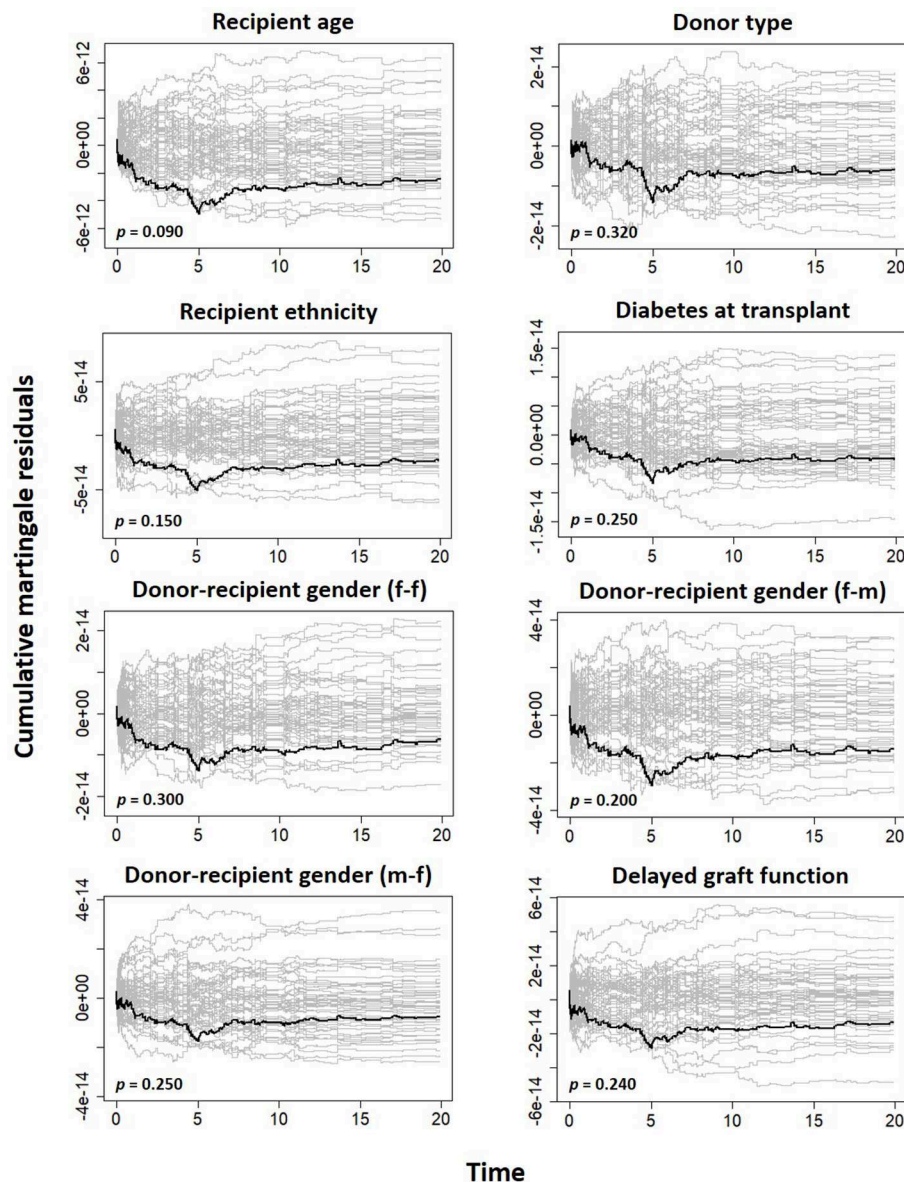 Recipient age
6e-12
0e+00
-6e-12
p = 0.090
0 5 10 15 20
Donor type
2e-14
0e+00
-2e-14
p = 0.320
0 5 10 15 20
Recipient ethnicity
5e-14
-5e-14
p = 0.150
0 5 10 15 20
Diabetes at transplant
1.5e-14
0.0e+00
-1.5e-14
p = 0.250
0 5 10 15 20
Cumulative martingale residuals
Donor-recipient gender (f-f)
2e-14
0e+00
-2e-14
p = 0.300
0 5 10 15 20
Donor-recipient gender (f-m)
4e-14
0e+00
-4e-14
p = 0.200
0 5 10 15 20
Donor-recipient gender (m-f)
4e-14
0e+00
-4e-14
p = 0.250
0 5 10 15 20
Delayed graft function
6e-14
2e-14
-2e-14
-6e-14
p = 0.240
0 5 10 15 20
Time